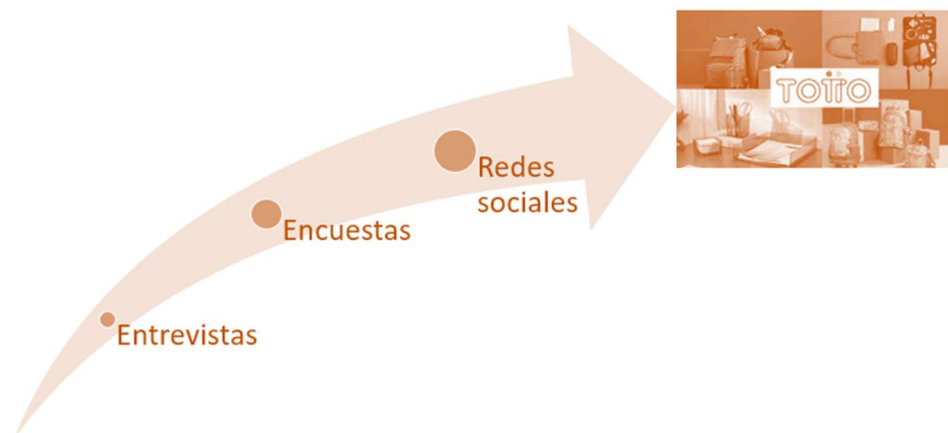 TOTTO
Redes
sociales
Encuestas
Entrevistas